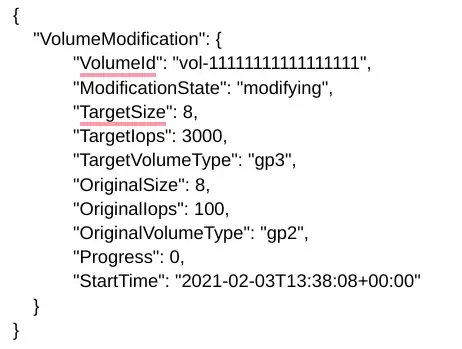 {
"VolumeModification": {
"VolumeId": "vol-11111111111111111",
"ModificationState": "modifying",
"TargetSize": 8,
"TargetIops": 3000,
"TargetVolumeType": "gp3",
"OriginalSize": 8,
"OriginalIops": 100,
"OriginalVolumeType": "gp2",
"Progress": 0,
"StartTime": "2021-02-03T13:38:08+00:00"
}
}